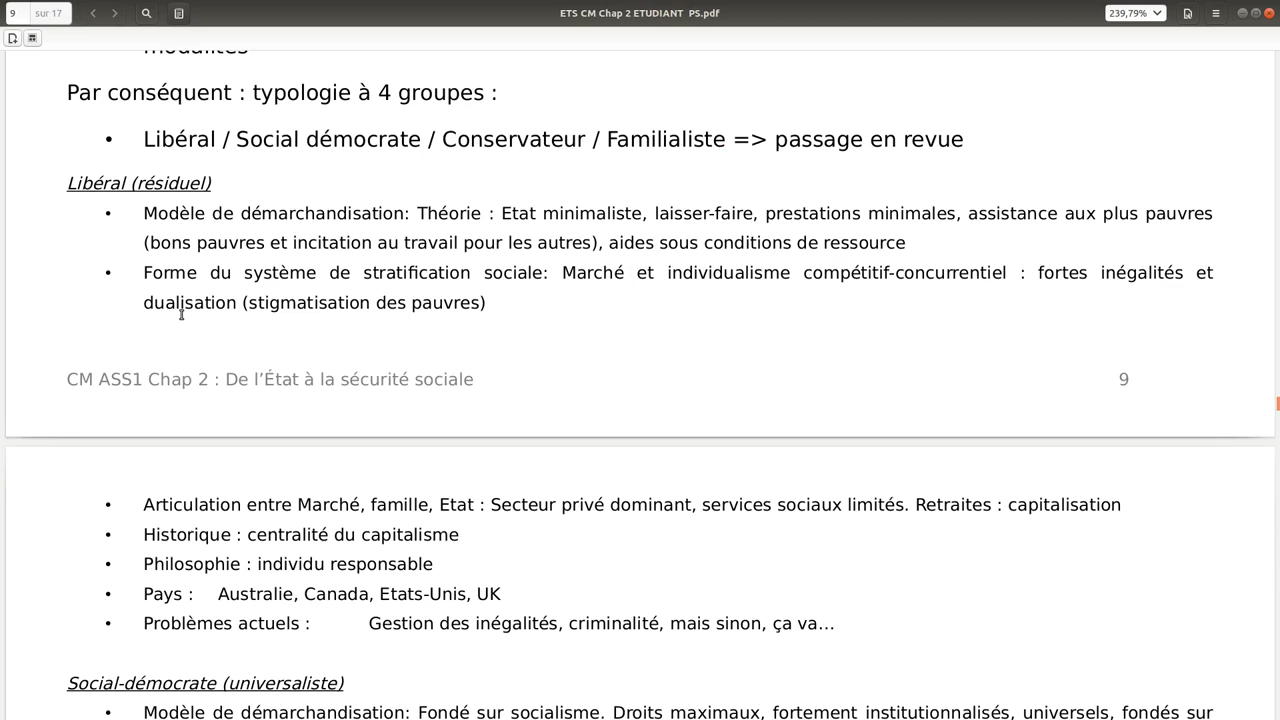 9 sur 17 ETS CM Chap 2 ETUDIANT PS.pdf 239,79%
modalités
Par conséquent : typologie à 4 groupes :
• Libéral / Social démocrate / Conservateur / Familialiste => passage en revue
Libéral (résiduel)
• Modèle de démarchandisation: Théorie : Etat minimaliste, laisser-faire, prestations minimales, assistance aux plus pauvres
(bons pauvres et incitation au travail pour les autres), aides sous conditions de ressource
• Forme du système de stratification sociale: Marché et individualisme compétitif-concurrentiel : fortes inégalités et
dualisation (stigmatisation des pauvres)
CM ASS1 Chap 2 : De l’État à la sécurité sociale 9
• Articulation entre Marché, famille, Etat : Secteur privé dominant, services sociaux limités. Retraites : capitalisation
• Historique : centralité du capitalisme
• Philosophie : individu responsable
• Pays : Australie, Canada, Etats-Unis, UK
• Problèmes actuels : Gestion des inégalités, criminalité, mais sinon, ça va…
Social-démocrate (universaliste)
• Modèle de démarchandisation: Fondé sur socialisme. Droits maximaux, fortement institutionnalisés, universels, fondés sur